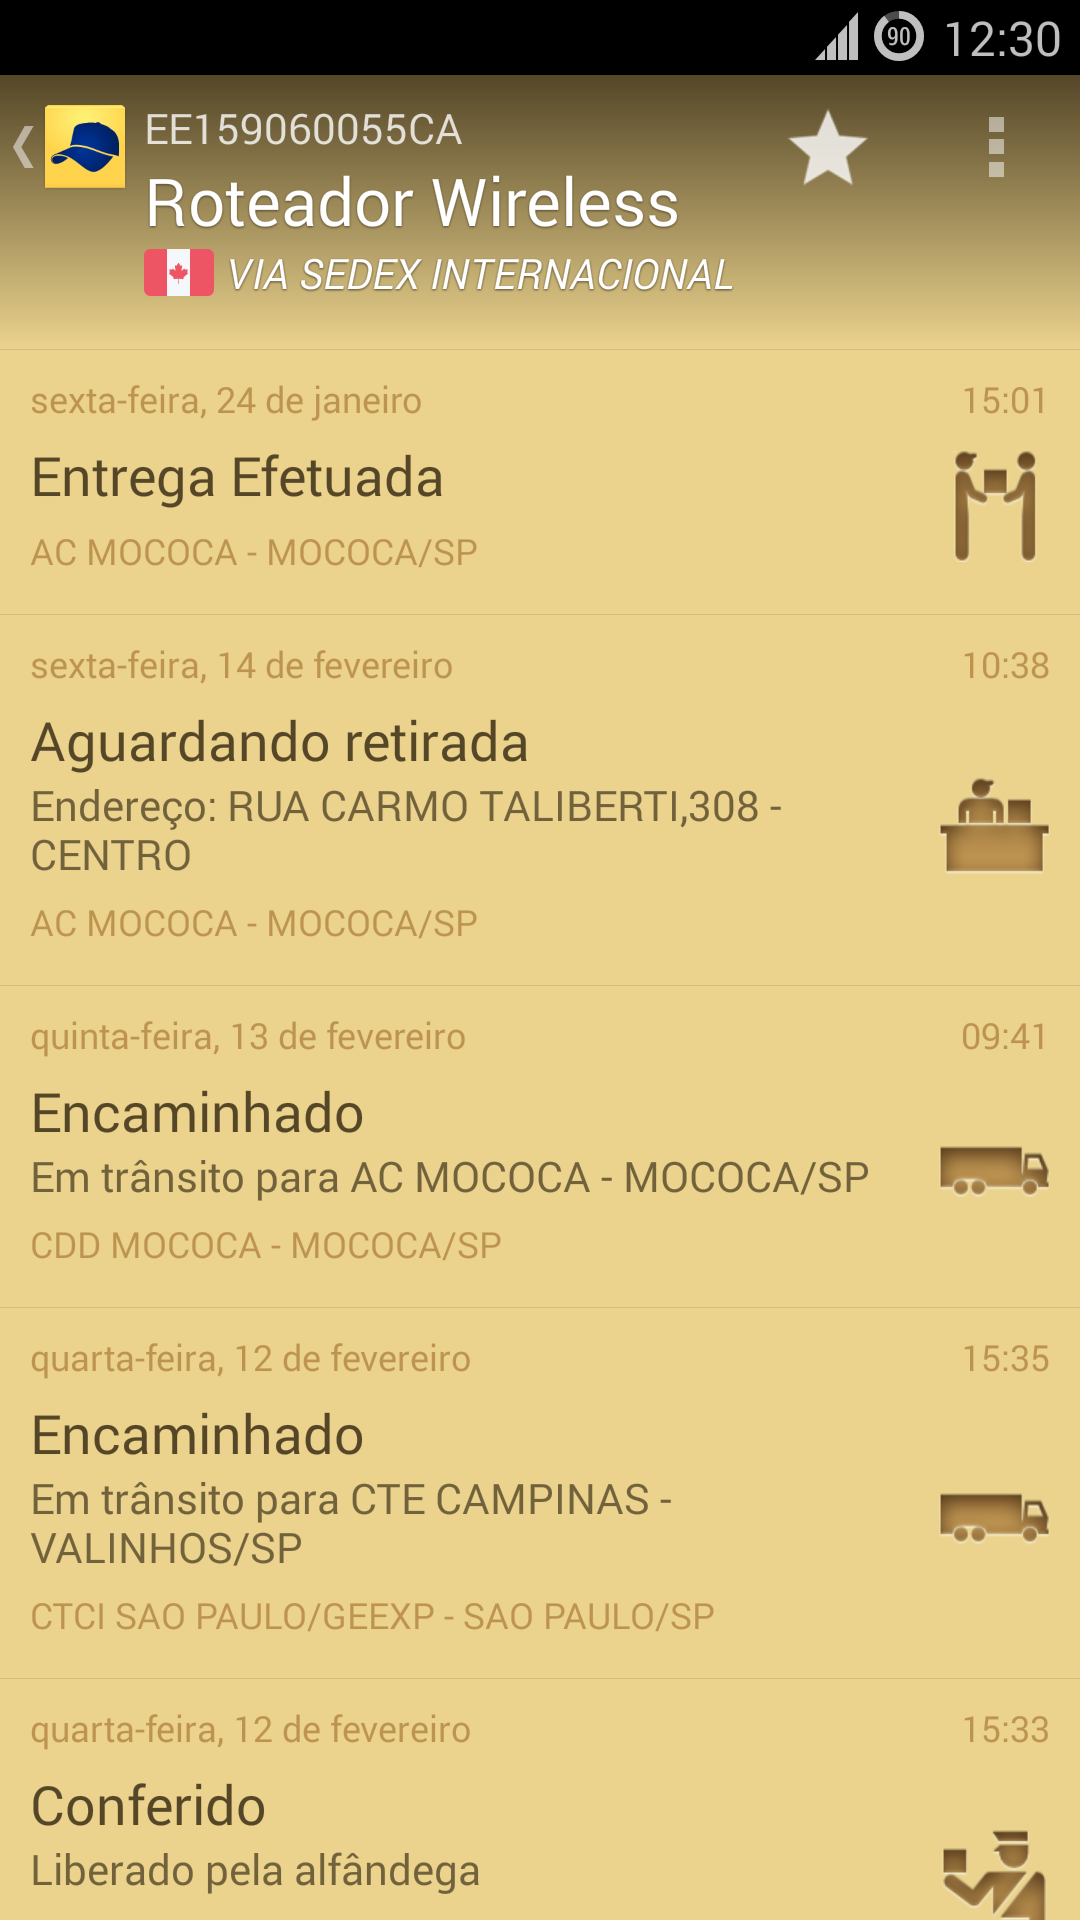 90 12:30
EE159060055CA
Roteador Wireless
VIA SEDEX INTERNACIONAL
sexta-feira, 24 de janeiro 15:01
Entrega Efetuada
AC MOCOCA - MOCOCA/SP
sexta-feira, 14 de fevereiro 10:38
Aguardando retirada
Endereço: RUA CARMO TALIBERTI,308 -
CENTRO
AC MOCOCA - MOCOCA/SP
quinta-feira, 13 de fevereiro 09:41
Encaminhado
Em trânsito para AC MOCOCA - MOCOCA/SP
CDD MOCOCA - MOCOCA/SP
quarta-feira, 12 de fevereiro 15:35
Encaminhado
Em trânsito para CTE CAMPINAS -
VALINHOS/SP
CTCI SAO PAULO/GEEXP - SAO PAULO/SP
quarta-feira, 12 de fevereiro 15:33
Conferido
Liberado pela alfândega